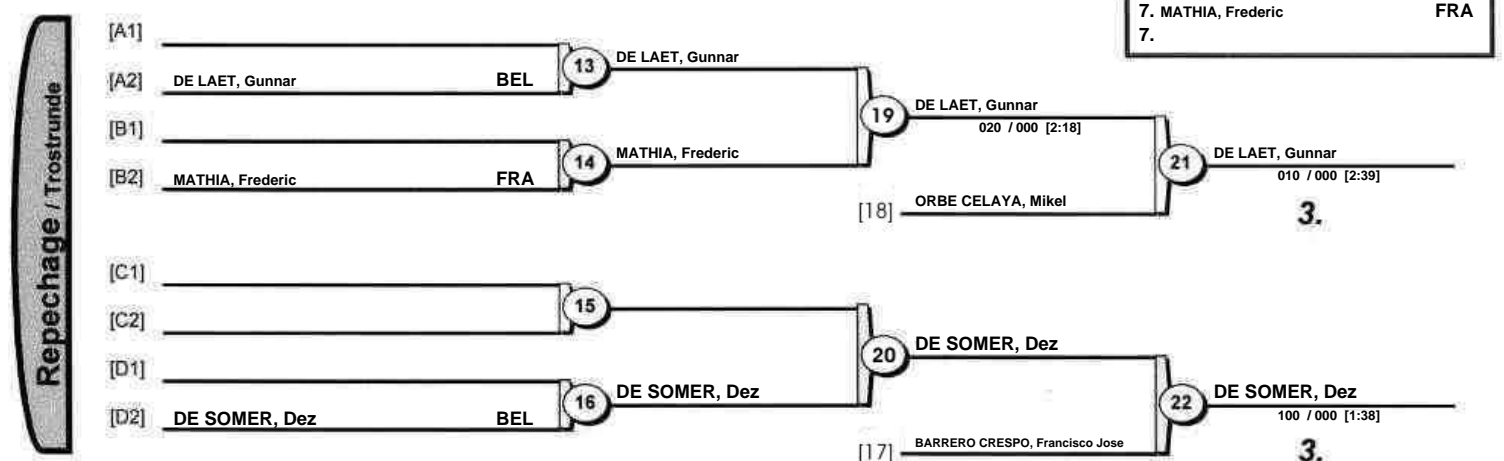 7. MATHIA, Frederic FRA
7.
Repechage / Trostrunde
[A1]
[A2] DE LAET, Gunnar BEL
13
DE LAET, Gunnar
[B1]
[B2] MATHIA, Frederic FRA
14
MATHIA, Frederic
19
DE LAET, Gunnar
020 / 000 [2:18]
[18] ORBE CELAYA, Mikel
21
DE LAET, Gunnar
010 / 000 [2:39]
3.
[C1]
[C2]
15
[D1]
[D2] DE SOMER, Dez BEL
16
DE SOMER, Dez
20
DE SOMER, Dez
[17] BARRERO CRESPO, Francisco Jose
22
DE SOMER, Dez
100 / 000 [1:38]
3.